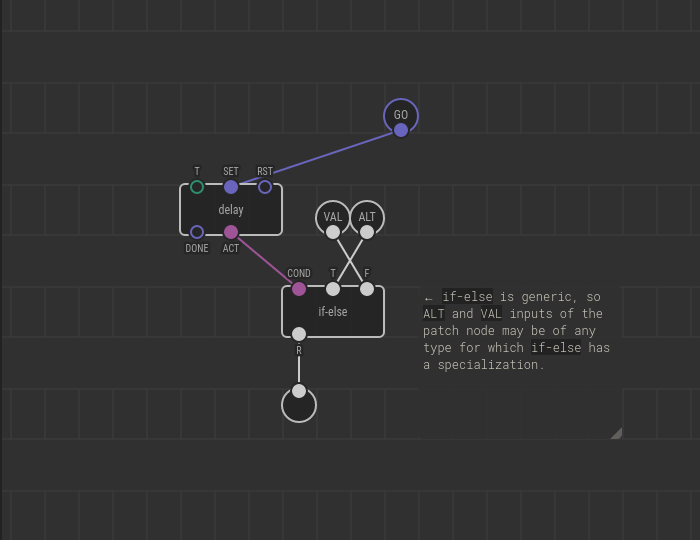 GO
T SET RST
delay
VAL ALT
DONE ACT
COND T F
if-else
R
← if-else is generic, so
ALT and VAL inputs of the
patch node may be of any
type for which if-else has
a specialization.